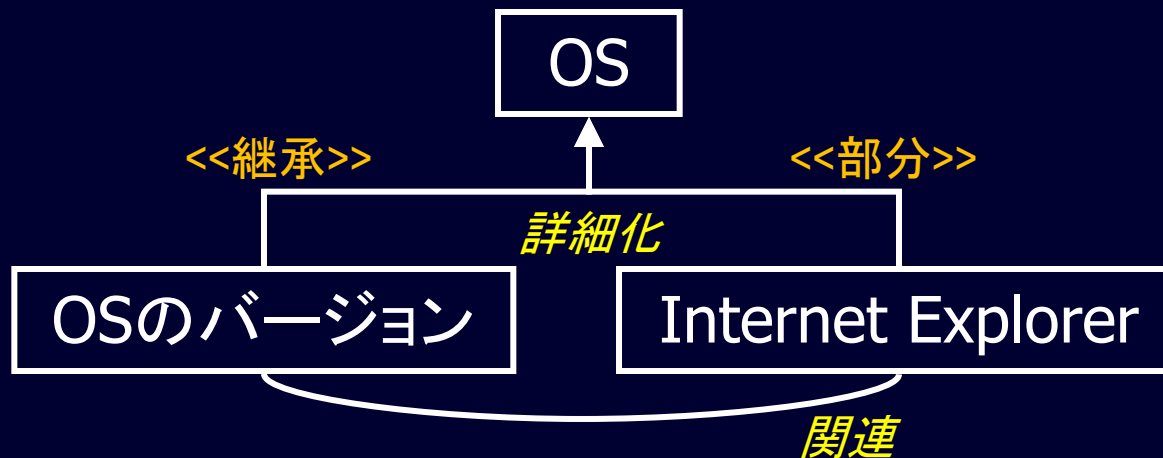 OS
<<継承>>
<<部分>>
詳細化
OSのバージョン
Internet Explorer
関連